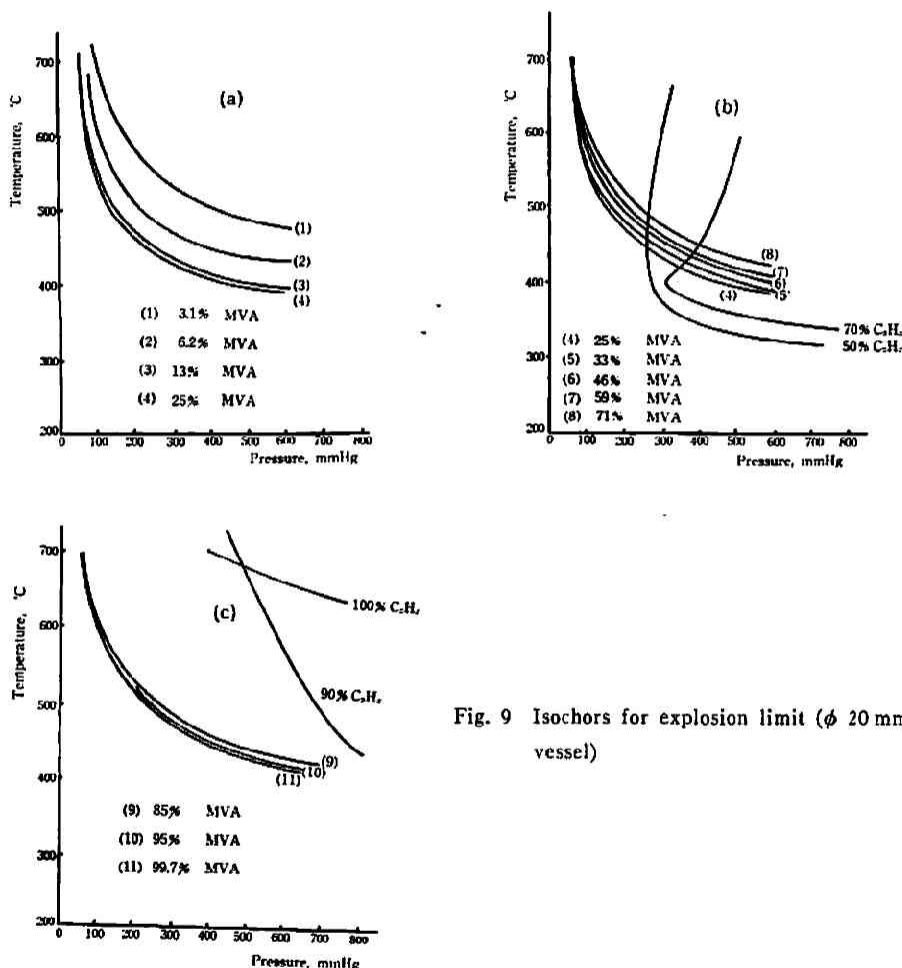 (a)
Temperature, °C
700
600
500
400
300
200
(1)
(2)
(3)
(4)
(1) 3.1% MVA
(2) 6.2% MVA
(3) 13% MVA
(4) 25% MVA
0 100 200 300 400 500 600 700 800
Pressure, mmHg
(b)
Temperature, °C
700
600
500
400
300
200
(8)
(7)
(6)
(4) (5)
70%
50%
(4) 25% MVA
(5) 33% MVA
(6) 46% MVA
(7) 59% MVA
(8) 71% MVA
0 100 200 300 400 500 600 700 800
Pressure, mmHg
(c)
Temperature, °C
700
600
500
400
300
200
100%
90%
(9)
(11) (10)
(9) 85% MVA
(10) 95% MVA
(11) 99.7% MVA
0 100 200 300 400 500 600 700 800
Pressure, mmHg
Fig. 9 Isochors for explosion limit (ϕ 20 mm
vessel)